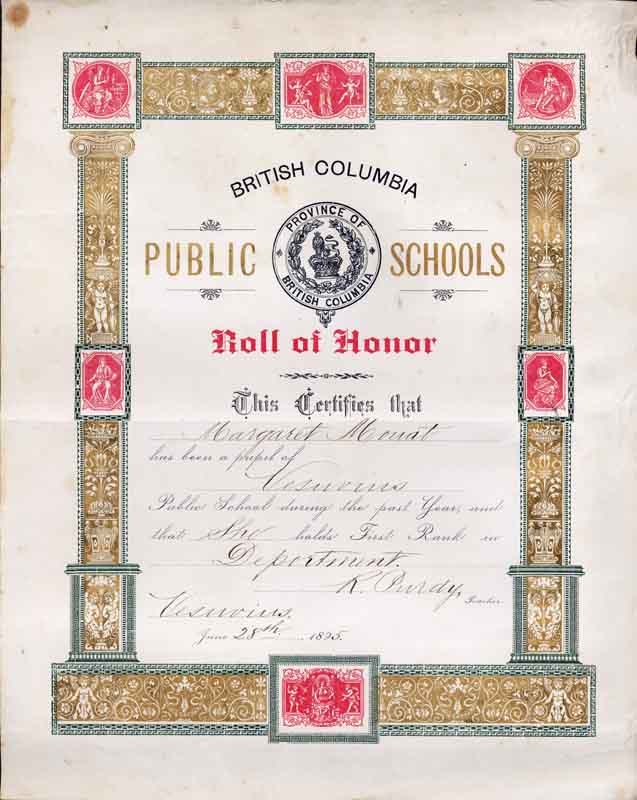 BRITISH COLUMBIA
PUBLIC SCHOOLS
PROVINCE OF
BRITISH COLUMBIA
Roll of Honor
This Certifies that
Margaret Mouat
has been a pupil of
Vesuvius
Public School during the past Year, and
that She holds First Rank in
Deportment.
R. Purdy,
Teacher
Vesuvius.
June 28th 1895.